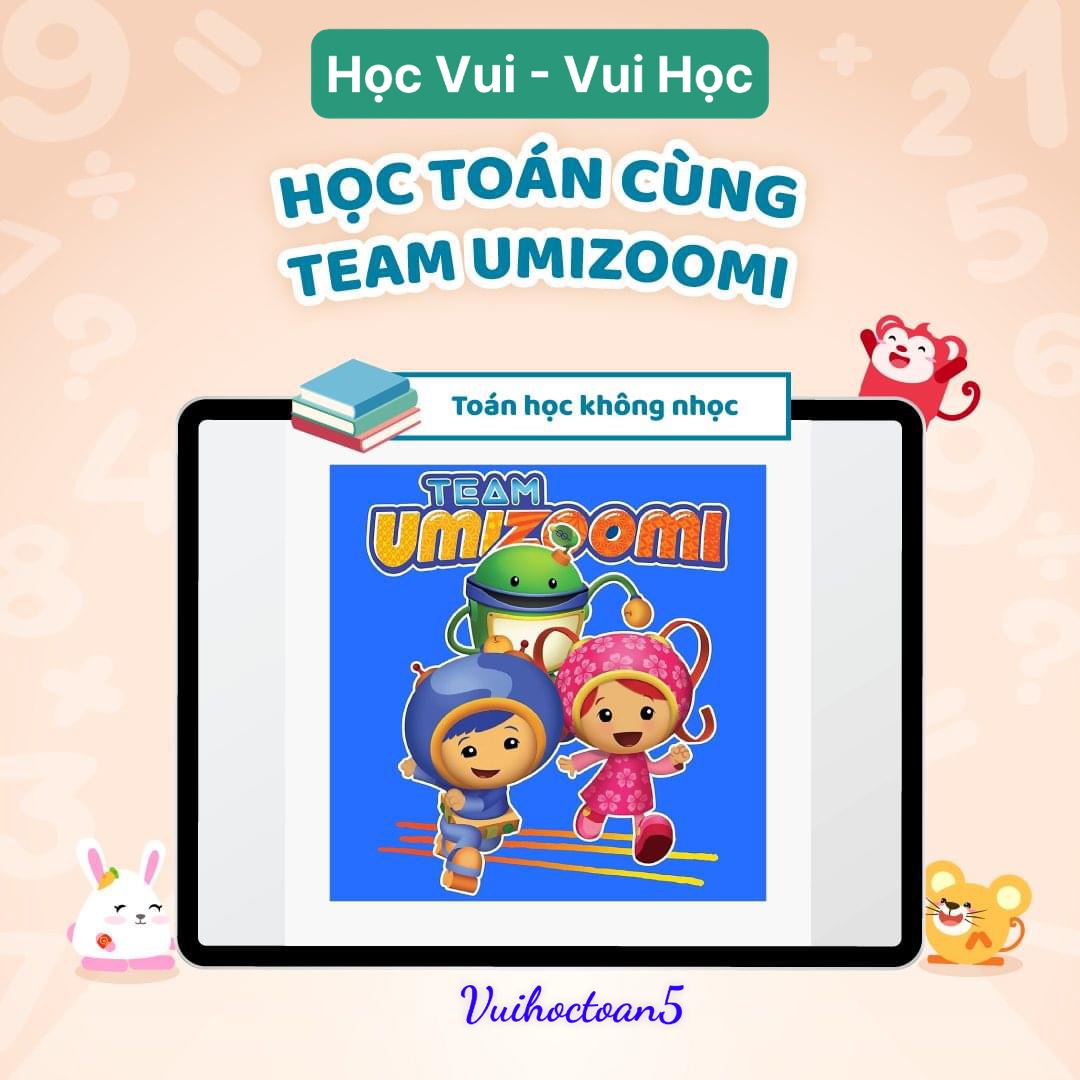 Học Vui - Vui Học
HỌC TOÁN CÙNG
TEAM UMIZOOMI
Toán học không nhọc
TEAM
UMIZOOMI
Vuihoctoan5